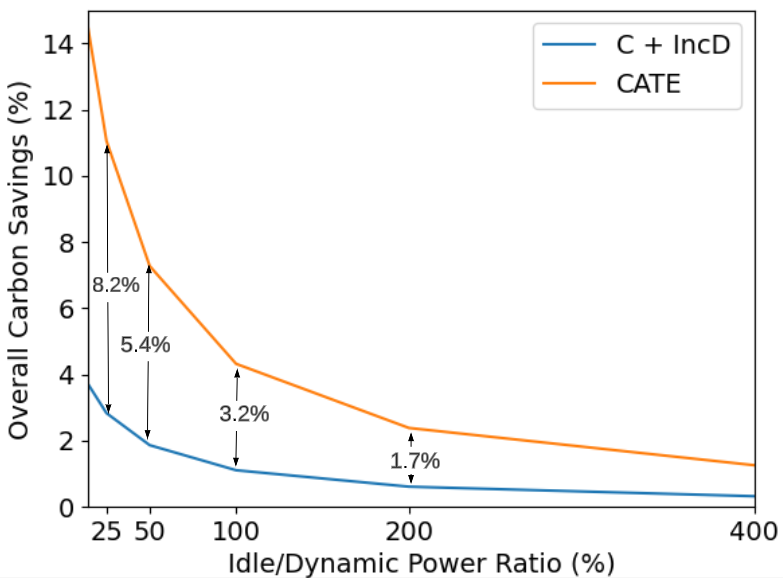 Overall Carbon Savings (%)
14
12
10
8
6
4
2
0
C + IncD
CATE
8.2%
5.4%
3.2%
1.7%
25 50 100 200 400
Idle/Dynamic Power Ratio (%)